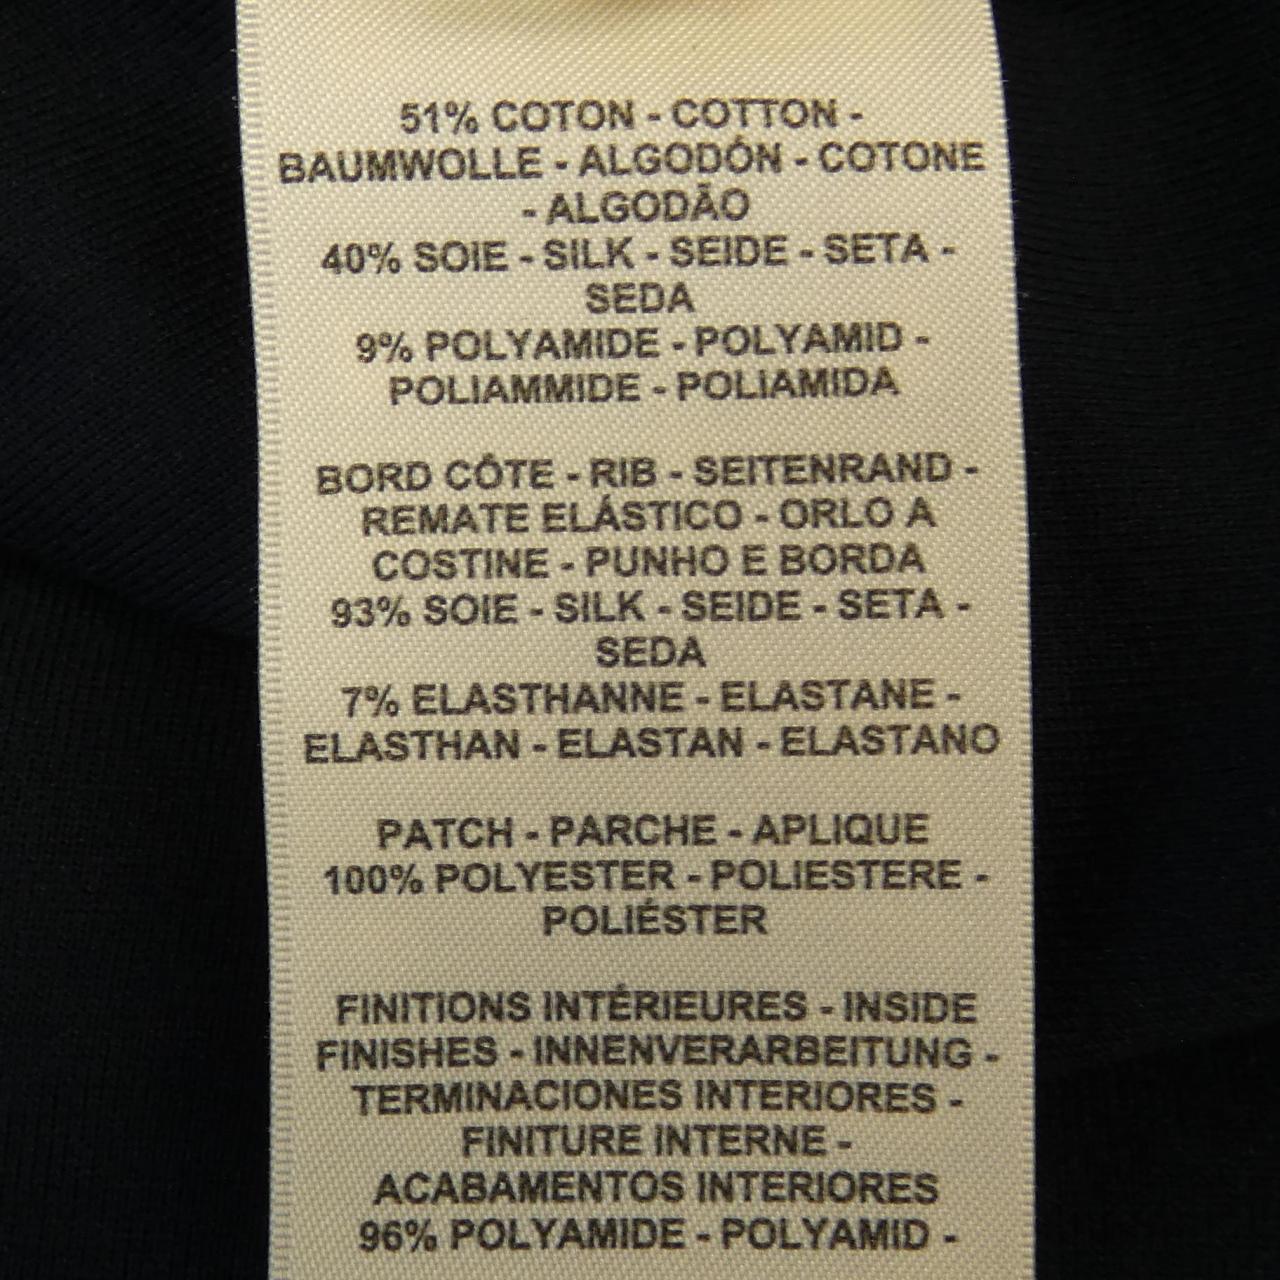 51% COTON - COTTON -
BAUMWOLLE - ALGODÓN - COTONE
- ALGODÃO
40% SOIE - SILK - SEIDE - SETA -
SEDA
9% POLYAMIDE - POLYAMID -
POLIAMMIDE - POLIAMIDA
BORD CÔTE - RIB - SEITENRAND -
REMATE ELÁSTICO - ORLO A
COSTINE - PUNHO E BORDA
93% SOIE - SILK - SEIDE - SETA -
SEDA
7% ELASTHANNE - ELASTANE -
ELASTHAN - ELASTAN - ELASTANO
PATCH - PARCHE - APLIQUE
100% POLYESTER - POLIESTERE -
POLIÉSTER
FINITIONS INTÉRIEURES - INSIDE
FINISHES - INNENVERARBEITUNG -
TERMINACIONES INTERIORES -
FINITURE INTERNE -
ACABAMENTOS INTERIORES
96% POLYAMIDE - POLYAMID -